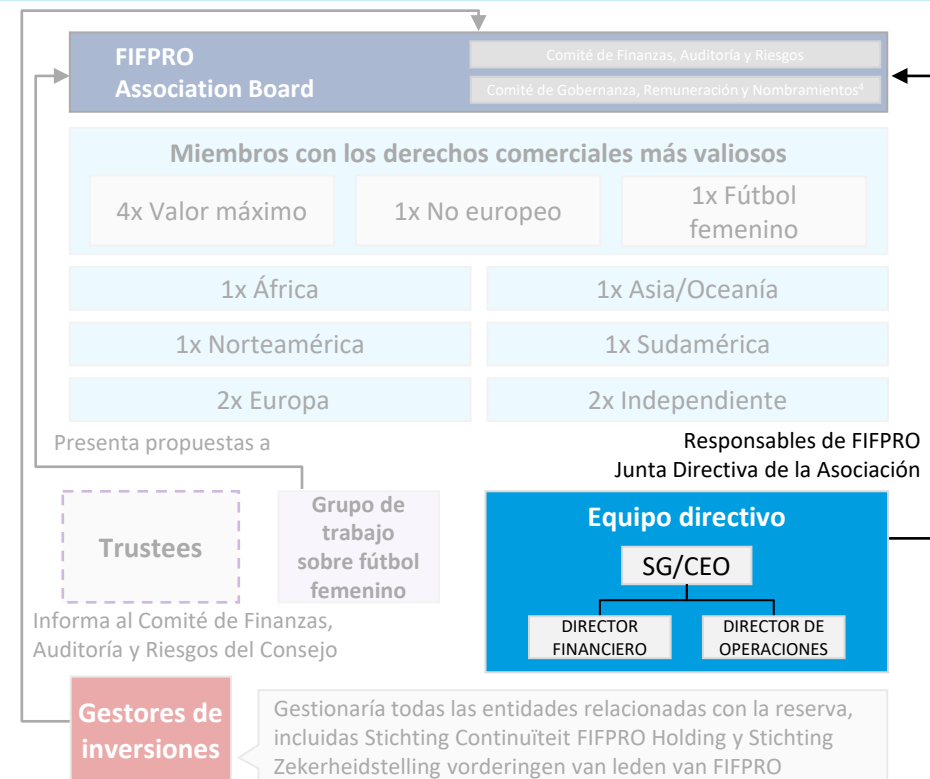 FIFPRO
Association Board
Comité de Finanzas, Auditoría y Riesgos
Comité de Gobernanza, Remuneración y Nombramientos⁴
Miembros con los derechos comerciales más valiosos
4x Valor máximo
1x No europeo
1x Fútbol
femenino
1x África
1x Asia/Oceanía
1x Norteamérica
1x Sudamérica
2x Europa
2x Independiente
Presenta propuestas a
Responsables de FIFPRO
Junta Directiva de la Asociación
Trustees
Grupo de
trabajo
sobre fútbol
femenino
Equipo directivo
SG/CEO
DIRECTOR
FINANCIERO
DIRECTOR DE
OPERACIONES
Informa al Comité de Finanzas,
Auditoría y Riesgos del Consejo
Gestores de
inversiones
Gestionaría todas las entidades relacionadas con la reserva,
incluidas Stichting Continuïteit FIFPRO Holding y Stichting
Zekerheidstelling vorderingen van leden van FIFPRO